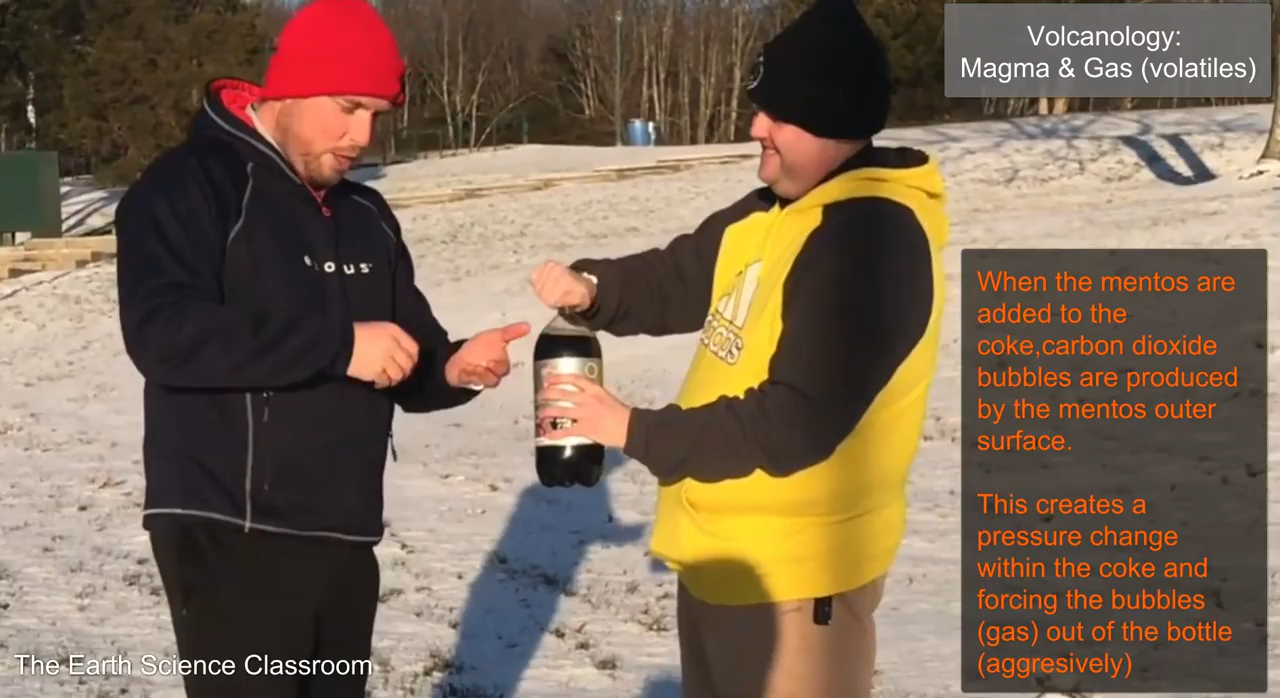 Volcanology:
Magma & Gas (volatiles)
When the mentos are
added to the
coke,carbon dioxide
bubbles are produced
by the mentos outer
surface.
This creates a
pressure change
within the coke and
forcing the bubbles
(gas) out of the bottle
(aggresively)
The Earth Science Classroom